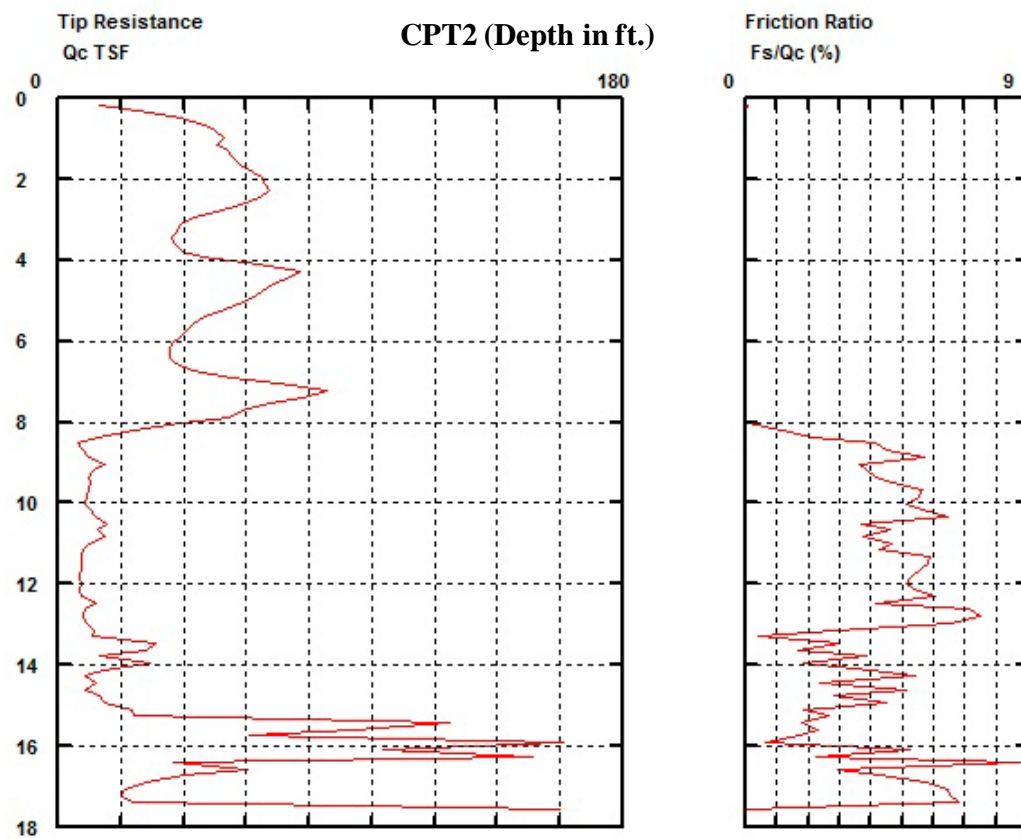 Tip Resistance
Qc TSF
CPT2 (Depth in ft.)
Friction Ratio
Fs/Qc (%)
0 180
0 9
0
2
4
6
8
10
12
14
16
18